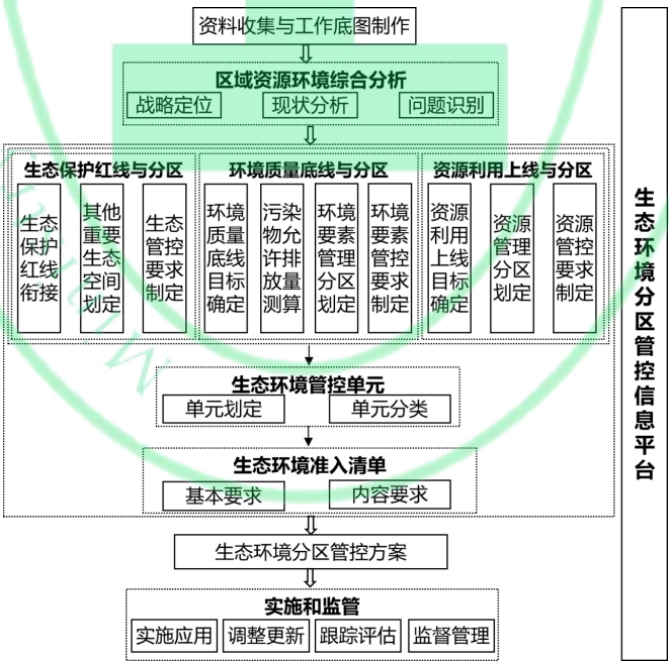 资料收集与工作底图制作
区域资源环境综合分析
战略定位
现状分析
问题识别
生态保护红线与分区
生态
保护
红线
衔接
其他
重要
生态
空间
划定
生态
管控
要求
制定
环境质量底线与分区
环境
质量
底线
目标
确定
污染
物允
许排
放量
测算
环境
要素
管理
分区
划定
环境
要素
管控
要求
制定
资源利用上线与分区
资源
利用
上线
目标
确定
资源
管理
分区
划定
资源
管控
要求
制定
生态环境管控单元
单元划定
单元分类
生态环境准入清单
基本要求
内容要求
生态环境分区管控方案
实施和监管
实施应用
调整更新
跟踪评估
监督管理
生态环境分区管控信息平台